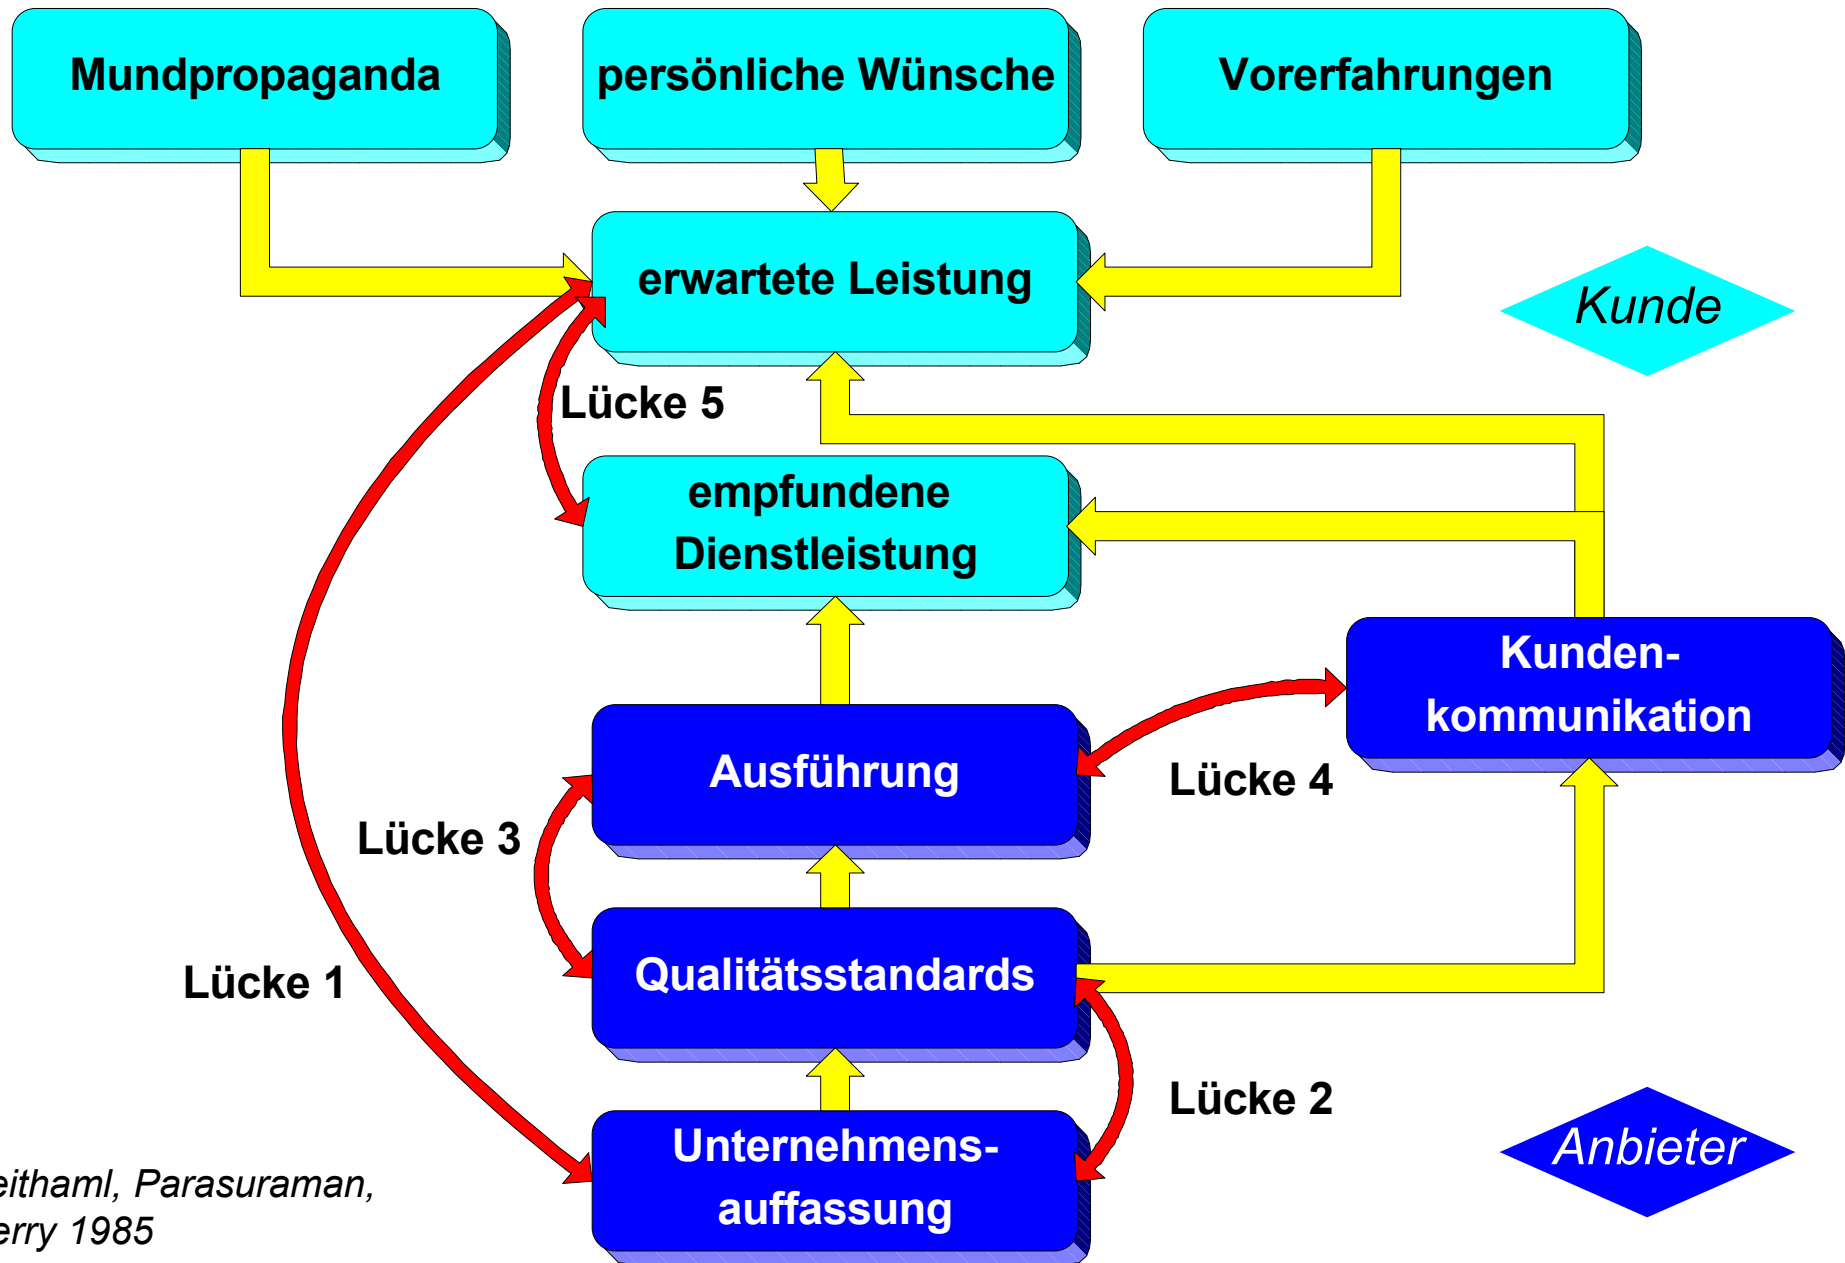 Mundpropaganda
persönliche Wünsche
Vorerfahrungen
erwartete Leistung
Kunde
Lücke 5
empfundene
Dienstleistung
Kunden-
kommunikation
Ausführung
Lücke 4
Lücke 3
Qualitätsstandards
Lücke 1
Lücke 2
Unternehmens-
auffassung
Anbieter
eithaml, Parasuraman,
erry 1985